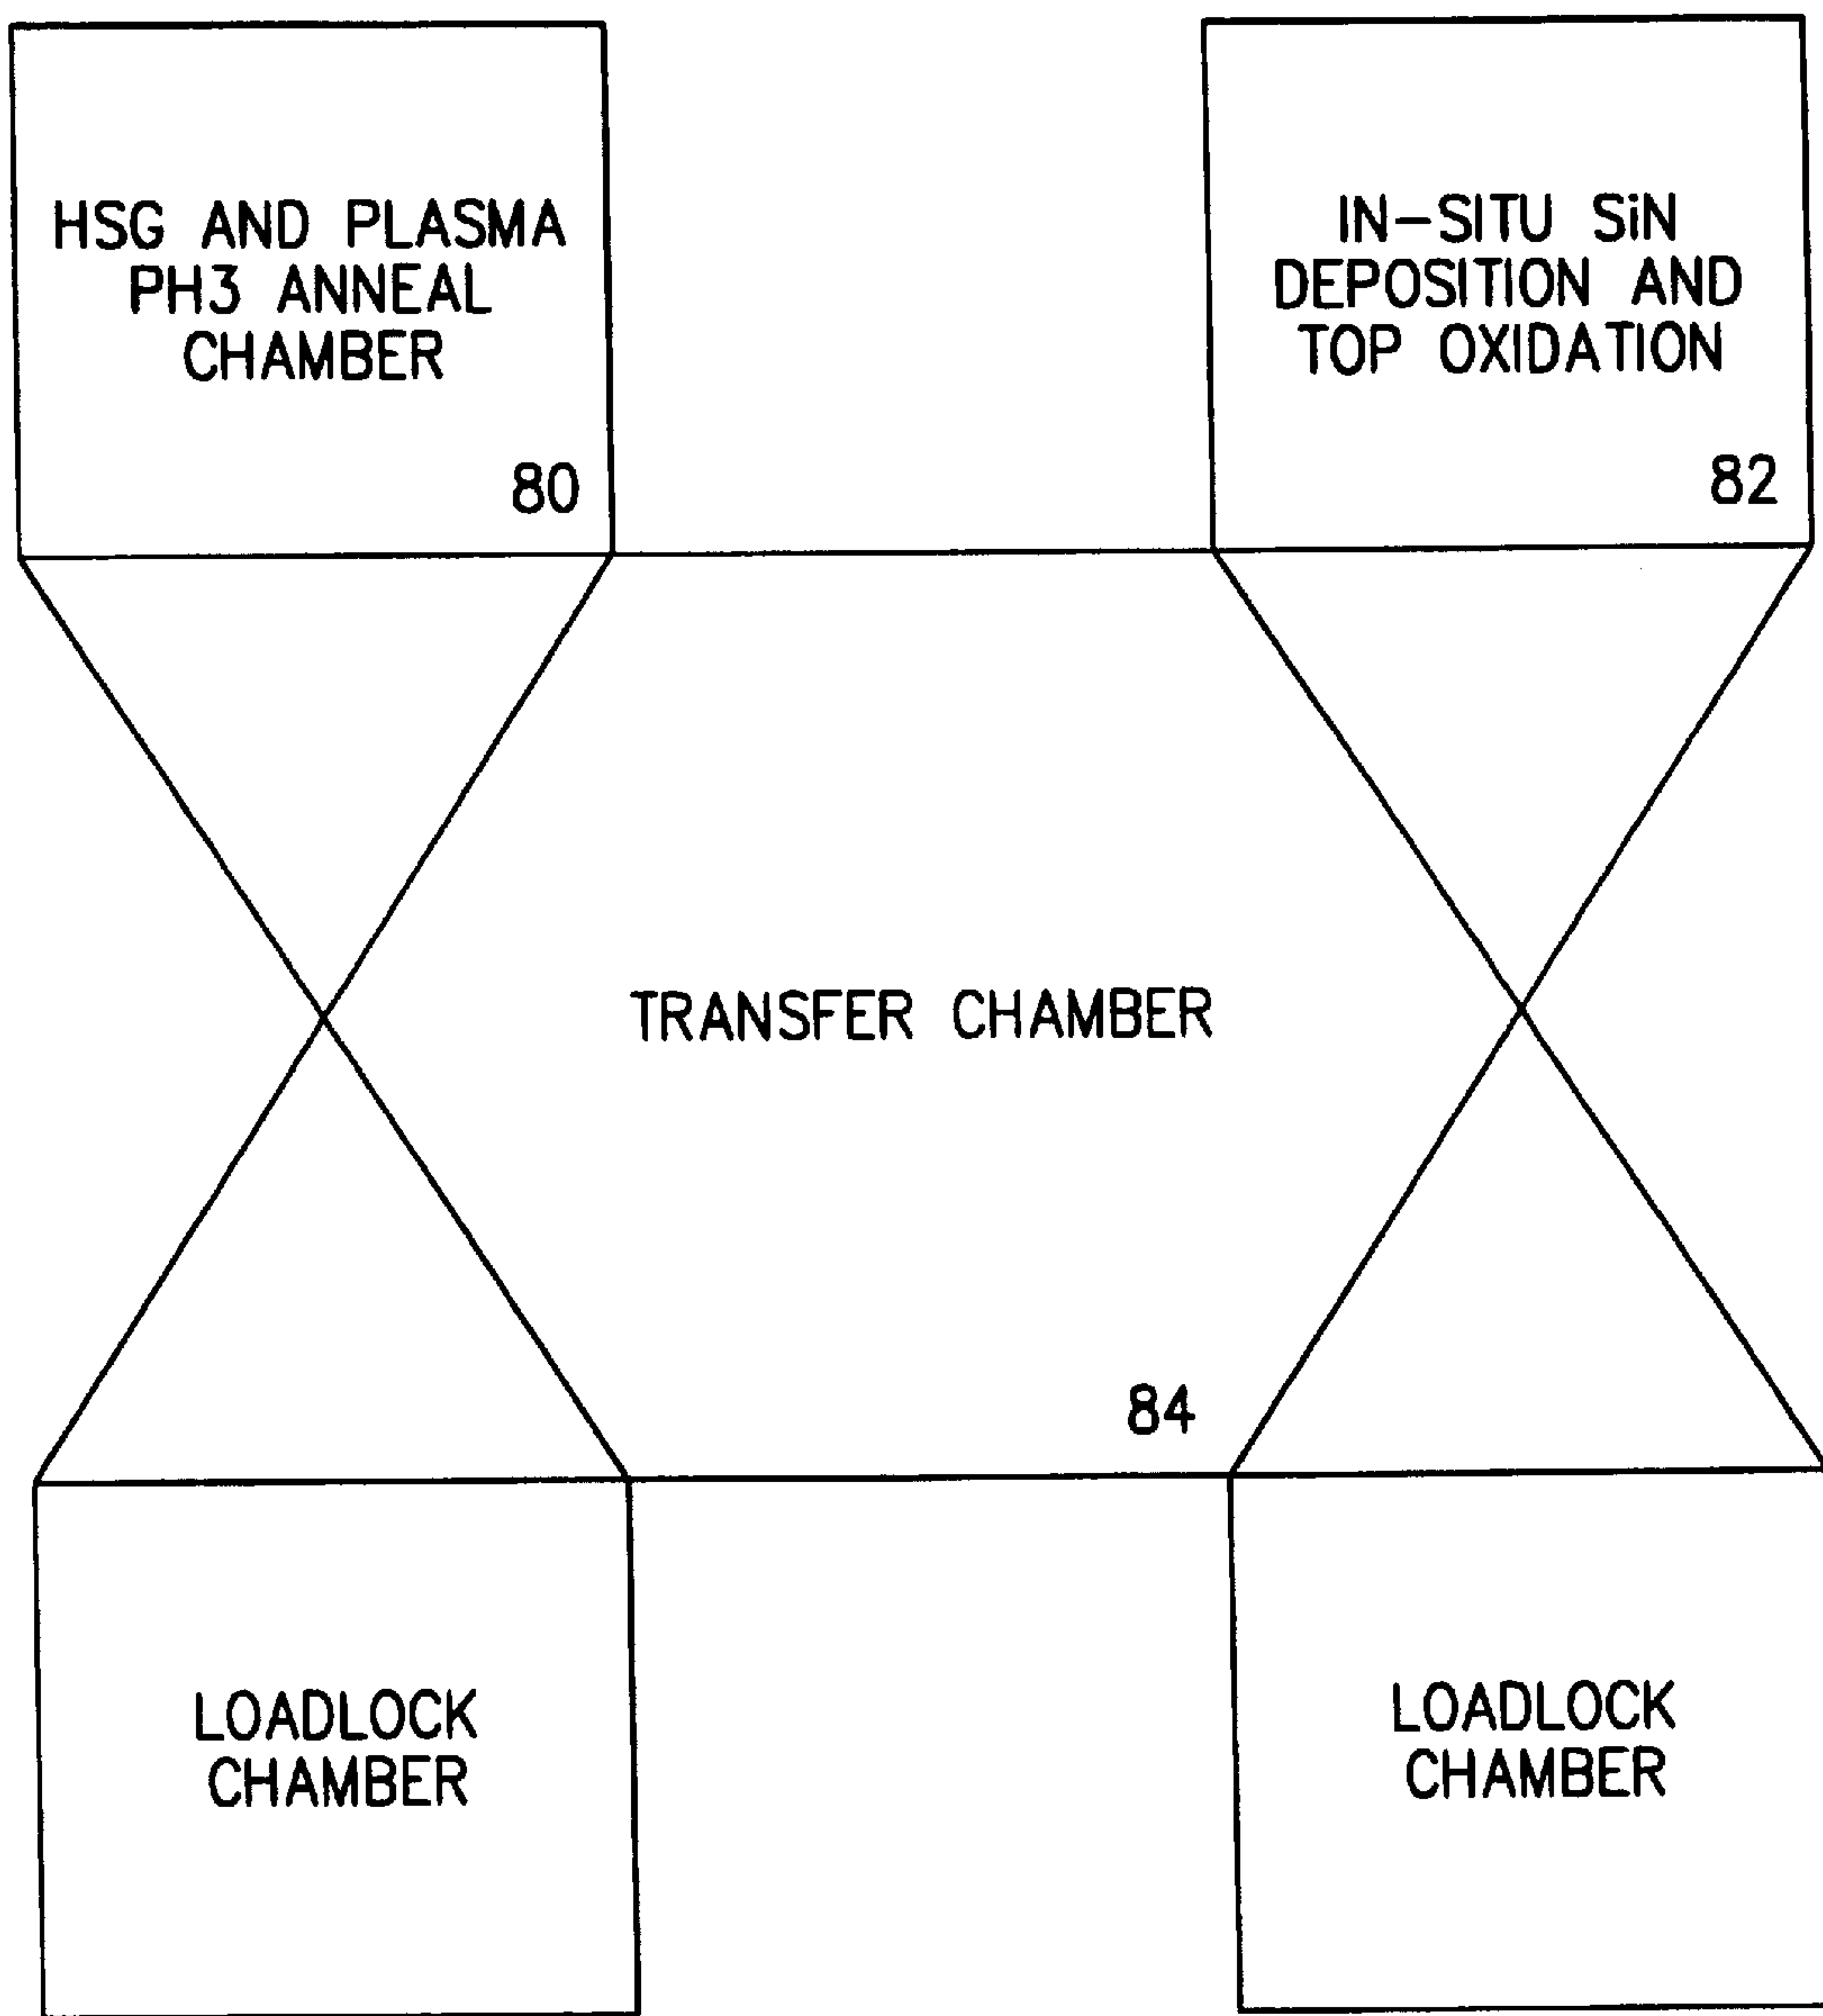 HSG AND PLASMA
PH3 ANNEAL
CHAMBER
80
IN-SITU SiN
DEPOSITION AND
TOP OXIDATION
82
TRANSFER CHAMBER
84
LOADLOCK
CHAMBER
LOADLOCK
CHAMBER